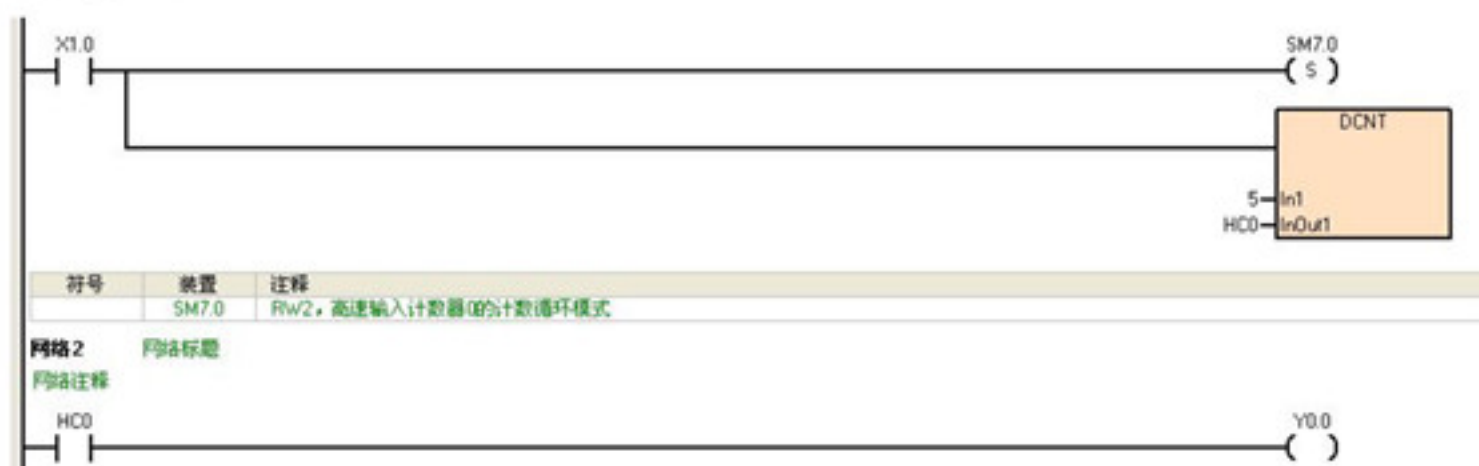 X1.0 SM7.0
( S )
DCNT
5 In1
HC0 InOut1
符号 装置 注释
SM7.0 RW2，高速输入计数器0的计数循环模式
网络2 网络标题
网络注释
HC0 Y0.0
( )